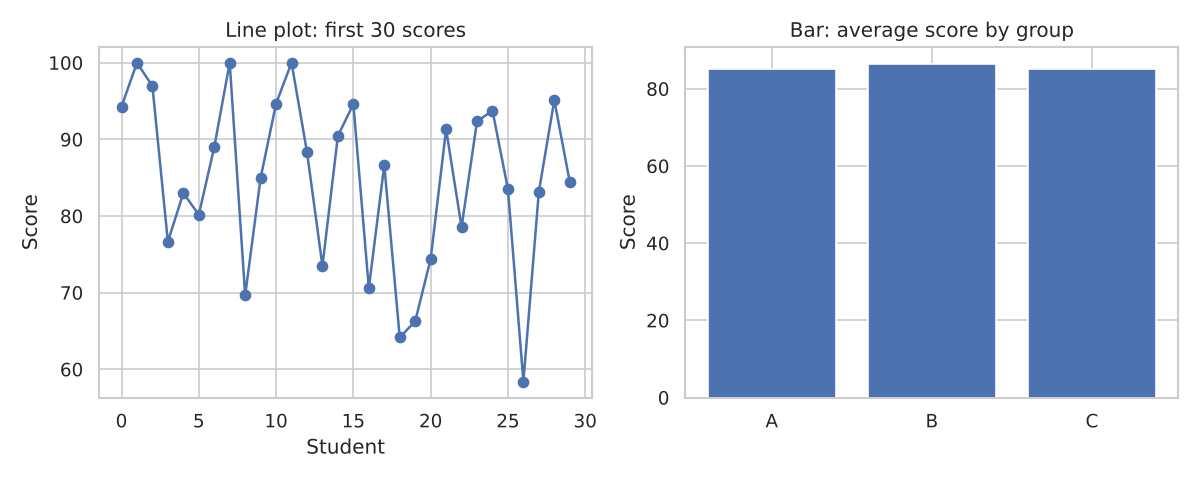 Line plot: first 30 scores
100
90
80
70
60
Score
0 5 10 15 20 25 30
Student
Bar: average score by group
80
60
40
20
0
Score
A B C